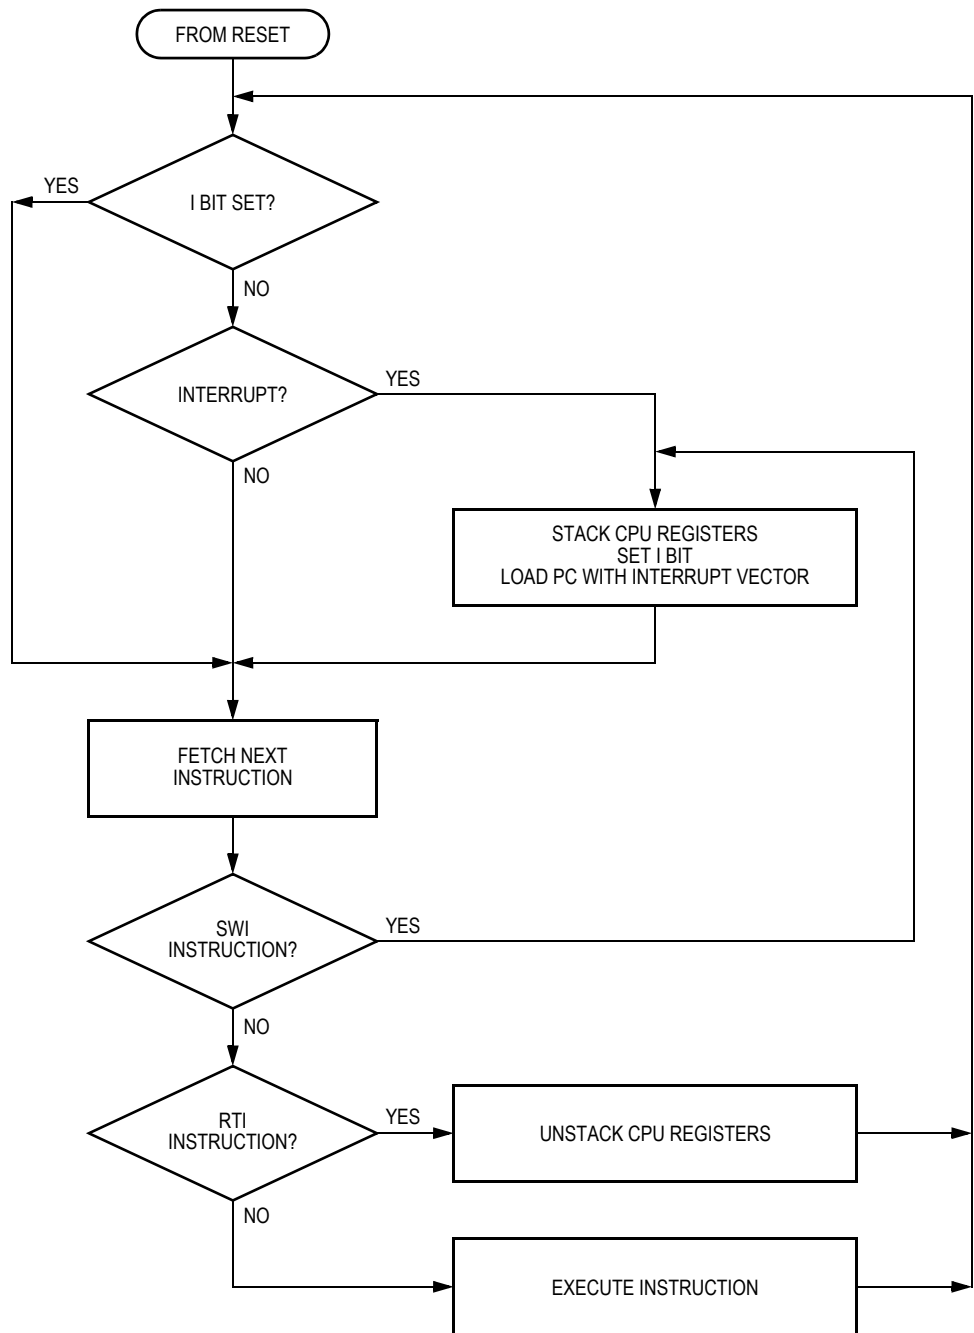 FROM RESET
YES
I BIT SET?
NO
INTERRUPT?
YES
NO
STACK CPU REGISTERS
SET I BIT
LOAD PC WITH INTERRUPT VECTOR
FETCH NEXT
INSTRUCTION
SWI
INSTRUCTION?
YES
NO
RTI
INSTRUCTION?
YES
UNSTACK CPU REGISTERS
NO
EXECUTE INSTRUCTION